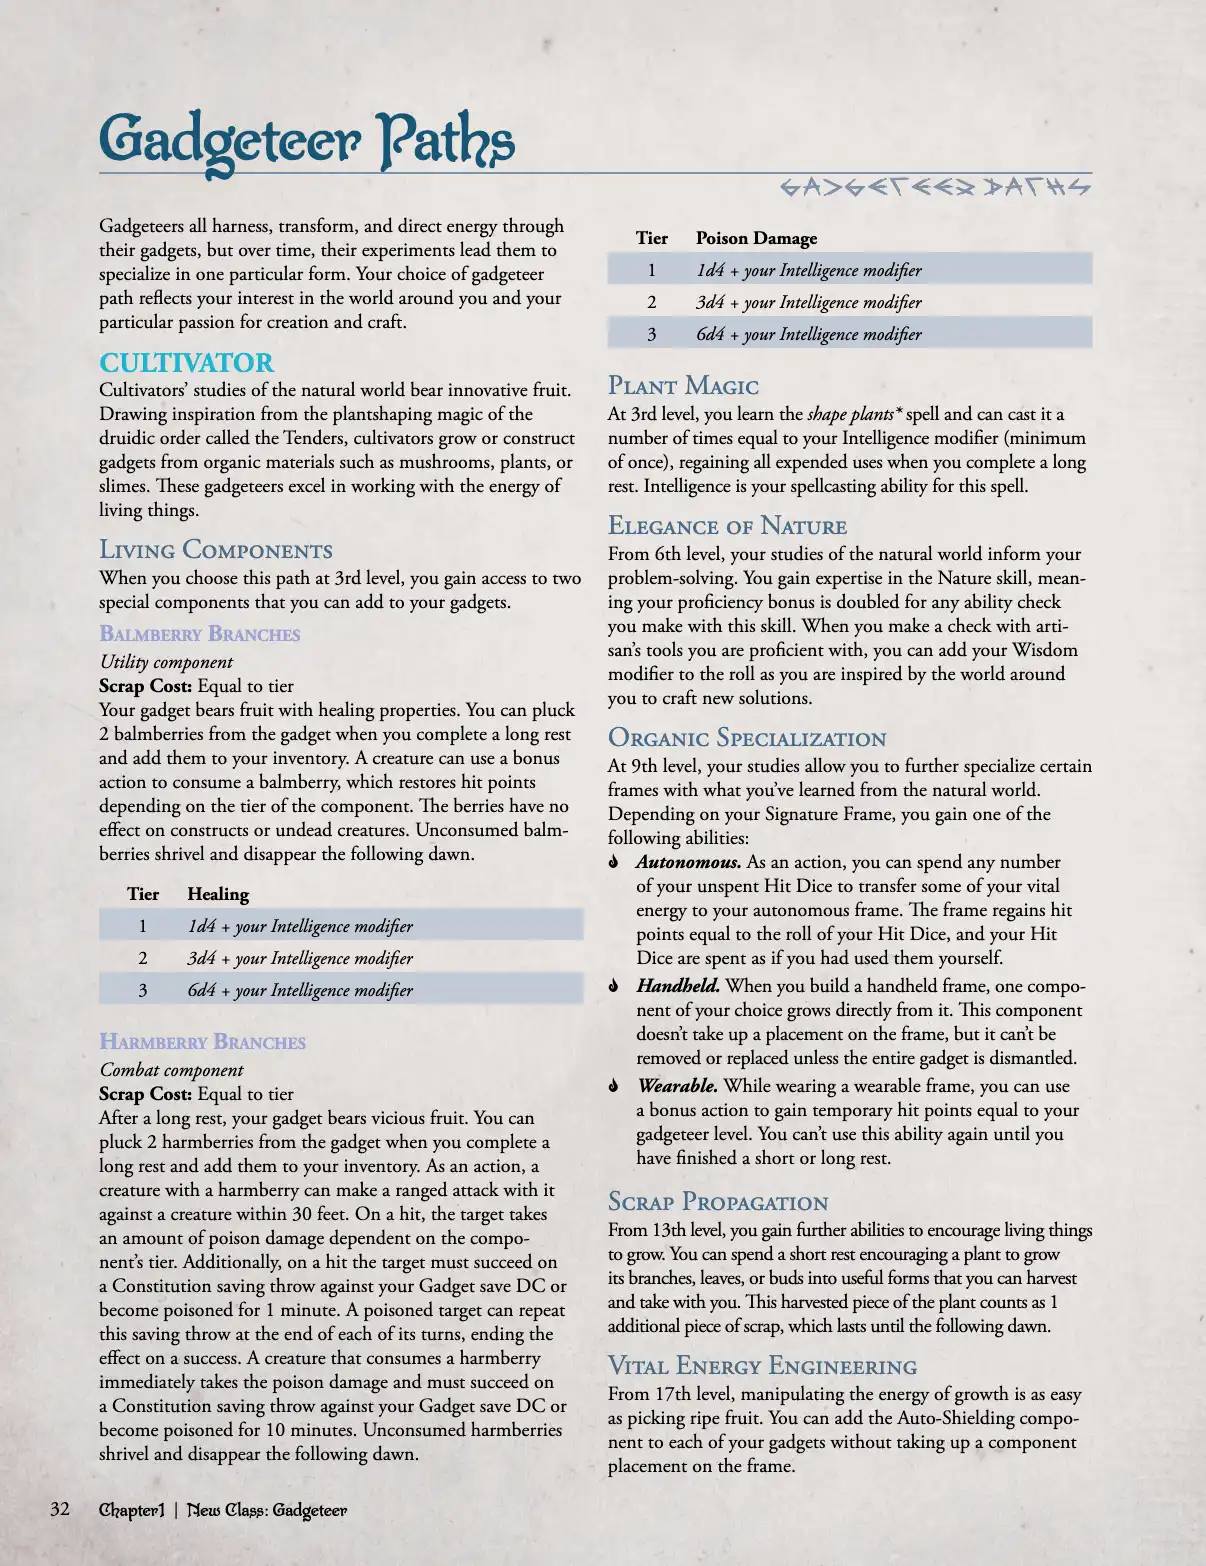 Gadgeteer Paths
GADGETEER PATHS
Gadgeteers all harness, transform, and direct energy through
their gadgets, but over time, their experiments lead them to
specialize in one particular form. Your choice of gadgeteer
path reflects your interest in the world around you and your
particular passion for creation and craft.
CULTIVATOR
Cultivators’ studies of the natural world bear innovative fruit.
Drawing inspiration from the plantshaping magic of the
druidic order called the Tenders, cultivators grow or construct
gadgets from organic materials such as mushrooms, plants, or
slimes. These gadgeteers excel in working with the energy of
living things.
Living Components
When you choose this path at 3rd level, you gain access to two
special components that you can add to your gadgets.
Balmberry Branches
Utility component
Scrap Cost: Equal to tier
Your gadget bears fruit with healing properties. You can pluck
2 balmberries from the gadget when you complete a long rest
and add them to your inventory. A creature can use a bonus
action to consume a balmberry, which restores hit points
depending on the tier of the component. The berries have no
effect on constructs or undead creatures. Unconsumed balm-
berries shrivel and disappear the following dawn.
Tier Healing
1 1d4 + your Intelligence modifier
2 3d4 + your Intelligence modifier
3 6d4 + your Intelligence modifier
Harmberry Branches
Combat component
Scrap Cost: Equal to tier
After a long rest, your gadget bears vicious fruit. You can
pluck 2 harmberries from the gadget when you complete a
long rest and add them to your inventory. As an action, a
creature with a harmberry can make a ranged attack with it
against a creature within 30 feet. On a hit, the target takes
an amount of poison damage dependent on the compo-
nent’s tier. Additionally, on a hit the target must succeed on
a Constitution saving throw against your Gadget save DC or
become poisoned for 1 minute. A poisoned target can repeat
this saving throw at the end of each of its turns, ending the
effect on a success. A creature that consumes a harmberry
immediately takes the poison damage and must succeed on
a Constitution saving throw against your Gadget save DC or
become poisoned for 10 minutes. Unconsumed harmberries
shrivel and disappear the following dawn.
Tier Poison Damage
1 1d4 + your Intelligence modifier
2 3d4 + your Intelligence modifier
3 6d4 + your Intelligence modifier
Plant Magic
At 3rd level, you learn the shape plants* spell and can cast it a
number of times equal to your Intelligence modifier (minimum
of once), regaining all expended uses when you complete a long
rest. Intelligence is your spellcasting ability for this spell.
Elegance of Nature
From 6th level, your studies of the natural world inform your
problem-solving. You gain expertise in the Nature skill, mean-
ing your proficiency bonus is doubled for any ability check
you make with this skill. When you make a check with arti-
san’s tools you are proficient with, you can add your Wisdom
modifier to the roll as you are inspired by the world around
you to craft new solutions.
Organic Specialization
At 9th level, your studies allow you to further specialize certain
frames with what you’ve learned from the natural world.
Depending on your Signature Frame, you gain one of the
following abilities:
Autonomous. As an action, you can spend any number
of your unspent Hit Dice to transfer some of your vital
energy to your autonomous frame. The frame regains hit
points equal to the roll of your Hit Dice, and your Hit
Dice are spent as if you had used them yourself.
Handheld. When you build a handheld frame, one compo-
nent of your choice grows directly from it. This component
doesn’t take up a placement on the frame, but it can’t be
removed or replaced unless the entire gadget is dismantled.
Wearable. While wearing a wearable frame, you can use
a bonus action to gain temporary hit points equal to your
gadgeteer level. You can’t use this ability again until you
have finished a short or long rest.
Scrap Propagation
From 13th level, you gain further abilities to encourage living things
to grow. You can spend a short rest encouraging a plant to grow
its branches, leaves, or buds into useful forms that you can harvest
and take with you. This harvested piece of the plant counts as 1
additional piece of scrap, which lasts until the following dawn.
Vital Energy Engineering
From 17th level, manipulating the energy of growth is as easy
as picking ripe fruit. You can add the Auto-Shielding compo-
nent to each of your gadgets without taking up a component
placement on the frame.
32 Chapter1 | New Class: Gadgeteer